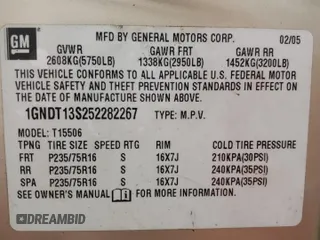 GM
MFD BY GENERAL MOTORS CORP.
02/05
GVWR GAWR FRT GAWR RR
2608KG(5750LB) 1338KG(2950LB) 1452KG(3200LB)
THIS VEHICLE CONFORMS TO ALL APPLICABLE U.S. FEDERAL MOTOR
VEHICLE SAFETY AND THEFT PREVENTION STANDARDS IN EFFECT ON
THE DATE OF MANUFACTURE SHOWN ABOVE.
1GNDT13S252282267 TYPE: M.P.V.
MODEL: T15506
TPNG TIRE SIZE SPEED RTG RIM COLD TIRE PRESSURE
FRT P235/75R16 S 16X7J 210KPA(30PSI)
RR P235/75R16 S 16X7J 240KPA(35PSI)
SPA P235/75R16 S 16X7J 240KPA(35PSI)
SEE OWNER'S MANUAL FOR ADDITIONAL INFORMATION.
DREAMBID